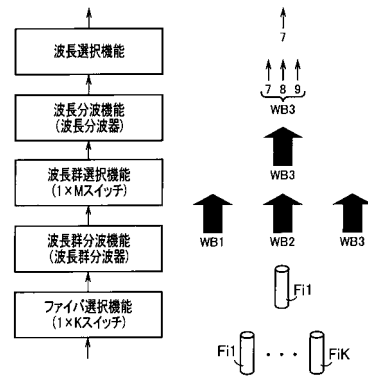 波長選択機能
波長分波機能
(波長分波器)
波長群選択機能
(1×Mスイッチ)
波長群分波機能
(波長群分波器)
ファイバ選択機能
(1×Kスイッチ)
7
7 8 9
WB3
WB3
WB1 WB2 WB3
Fi1
Fi1 ··· FiK